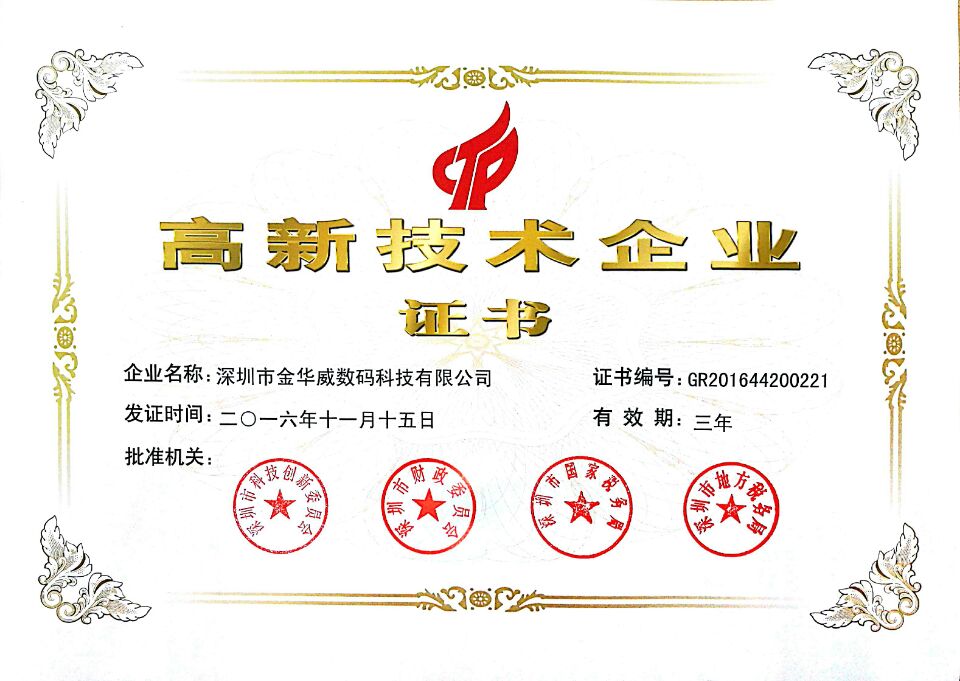 高新技术企业
证书
企业名称：深圳市金华威数码科技有限公司
证书编号：GR201644200221
发证时间：二〇一六年十一月十五日
有效期：三年
批准机关：
深圳市科技创新委员会
深圳市财政委员会
深圳市国家税务局
深圳市地方税务局